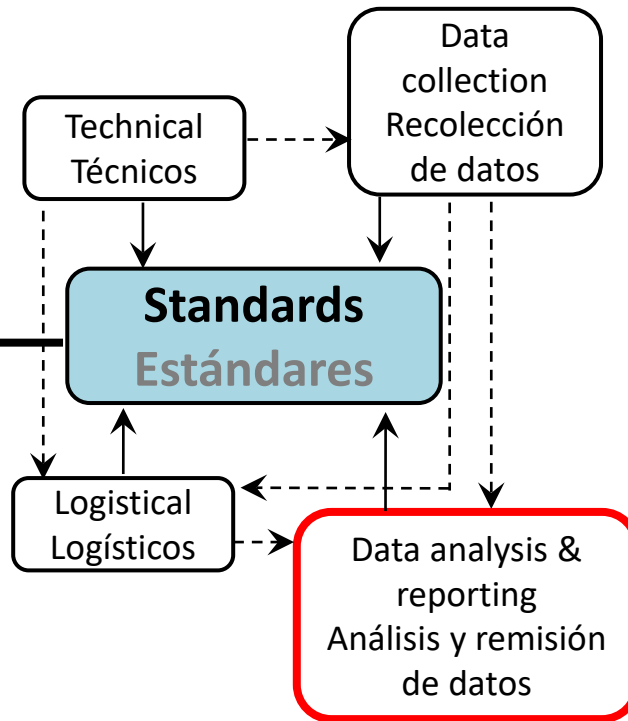 Technical
Técnicos
Data
collection
Recolección
de datos
Standards
Estándares
Logistical
Logísticos
Data analysis &
reporting
Análisis y remisión
de datos